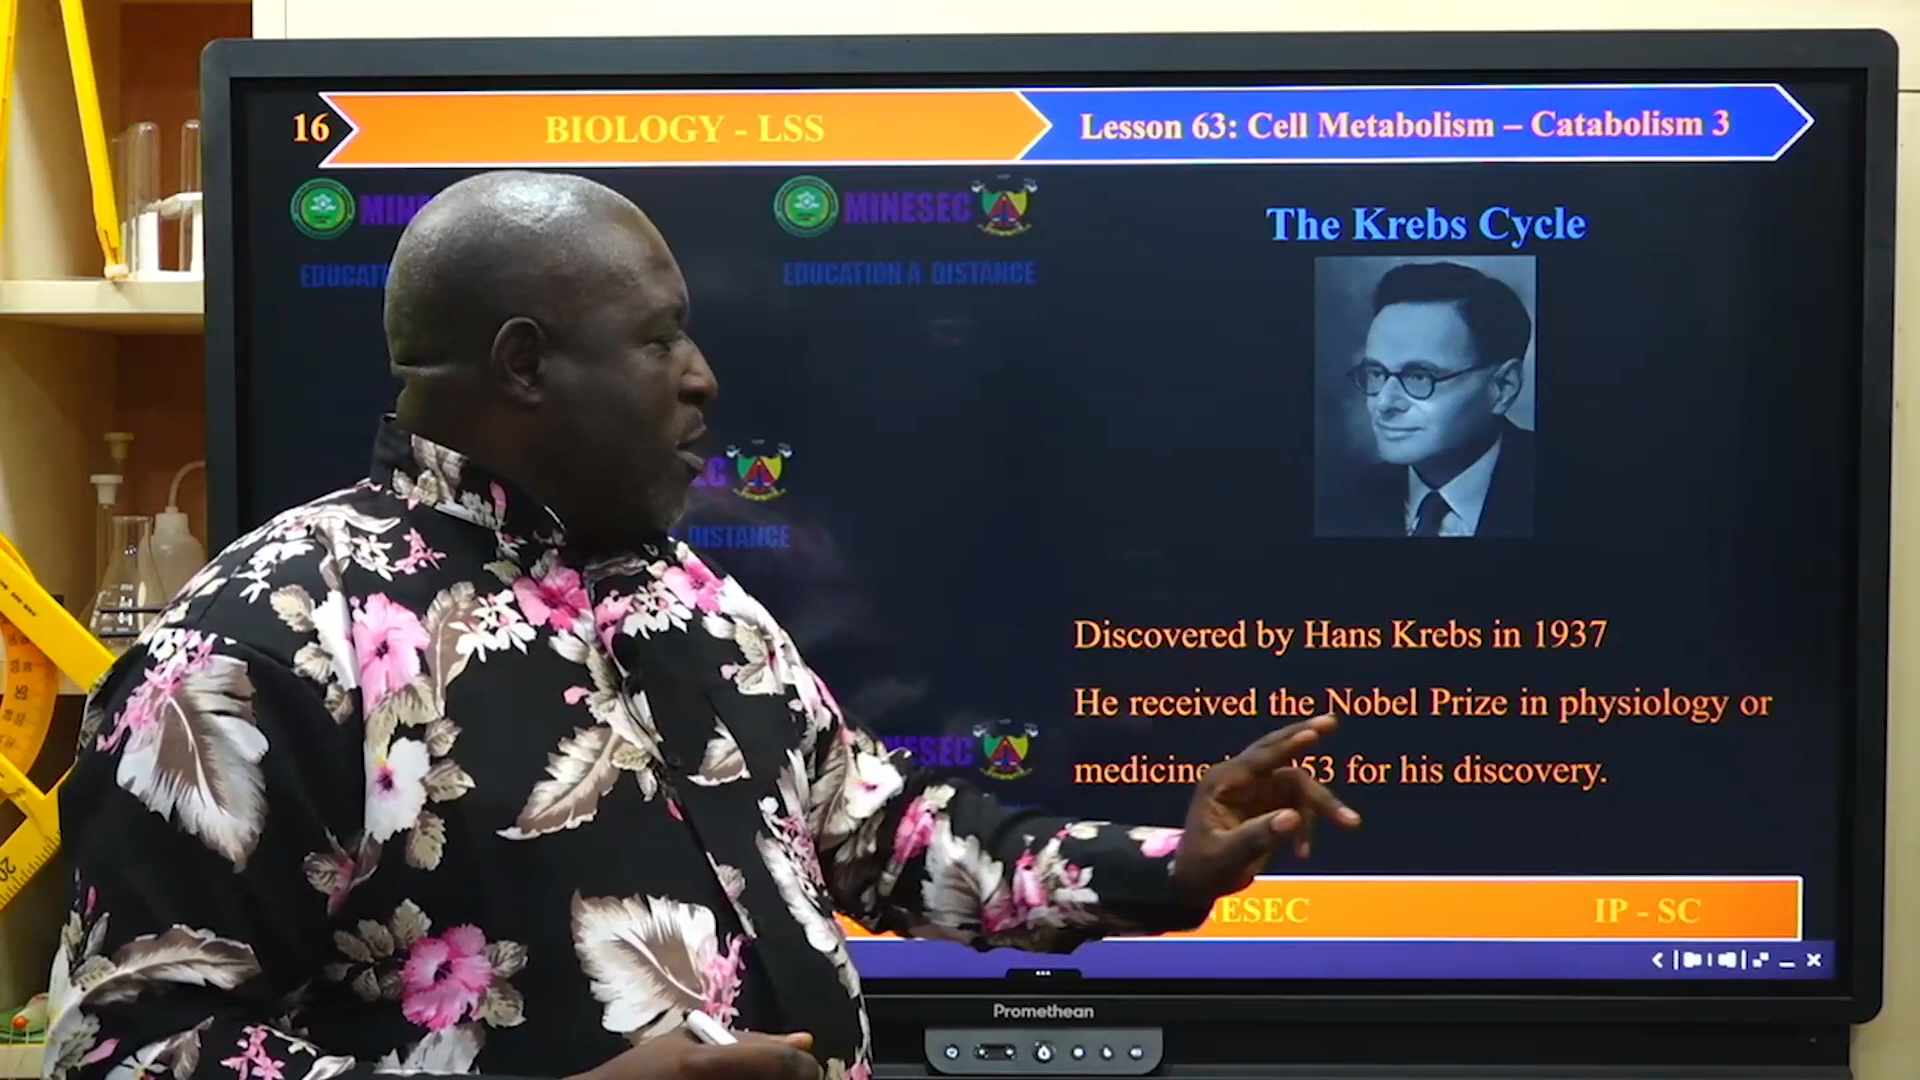 16
BIOLOGY - LSS
Lesson 63: Cell Metabolism – Catabolism 3
MINESEC
EDUCATION A DISTANCE
The Krebs Cycle
DISTANCE
Discovered by Hans Krebs in 1937
He received the Nobel Prize in physiology or
medicine for his discovery.
IP - SC
Promethean